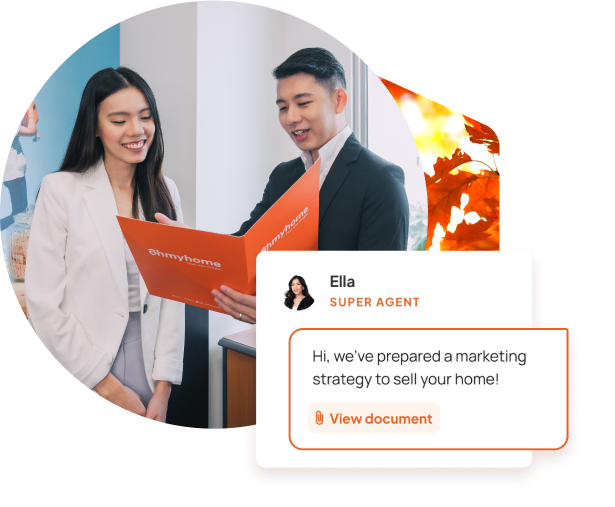 Ohmyhome
Ohmyhome
Ella
SUPER AGENT
Hi, we've prepared a marketing
strategy to sell your home!
View document